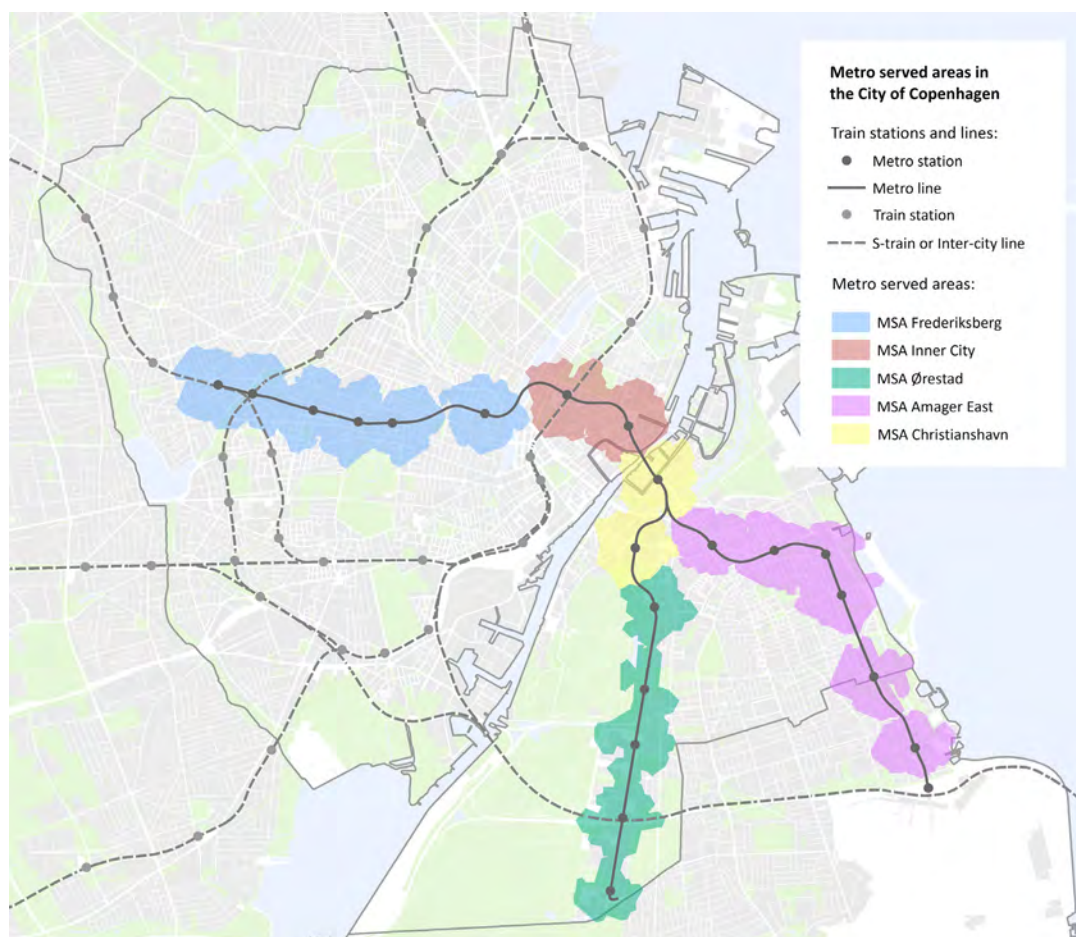 Metro served areas in
the City of Copenhagen
Train stations and lines:
Metro station
Metro line
Train station
S-train or Inter-city line
Metro served areas:
MSA Frederiksberg
MSA Inner City
MSA Ørestad
MSA Amager East
MSA Christianshavn